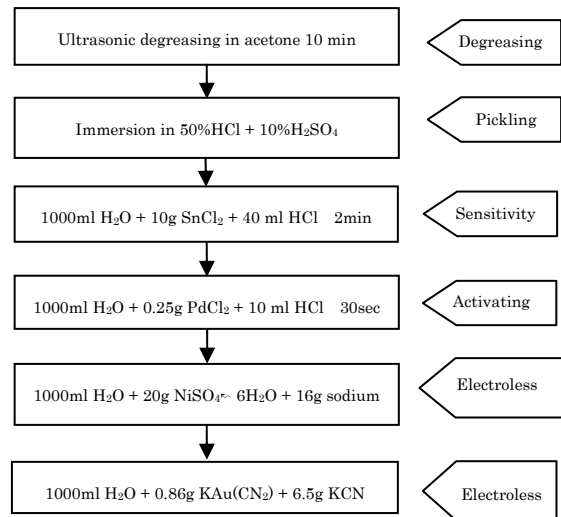 Ultrasonic degreasing in acetone 10 min
Degreasing
Immersion in 50%HCl + 10%H₂SO₄
Pickling
1000ml H₂O + 10g SnCl₂ + 40 ml HCl 2min
Sensitivity
1000ml H₂O + 0.25g PdCl₂ + 10 ml HCl 30sec
Activating
1000ml H₂O + 20g NiSO₄ 6H₂O + 16g sodium
Electroless
1000ml H₂O + 0.86g KAu(CN₂) + 6.5g KCN
Electroless